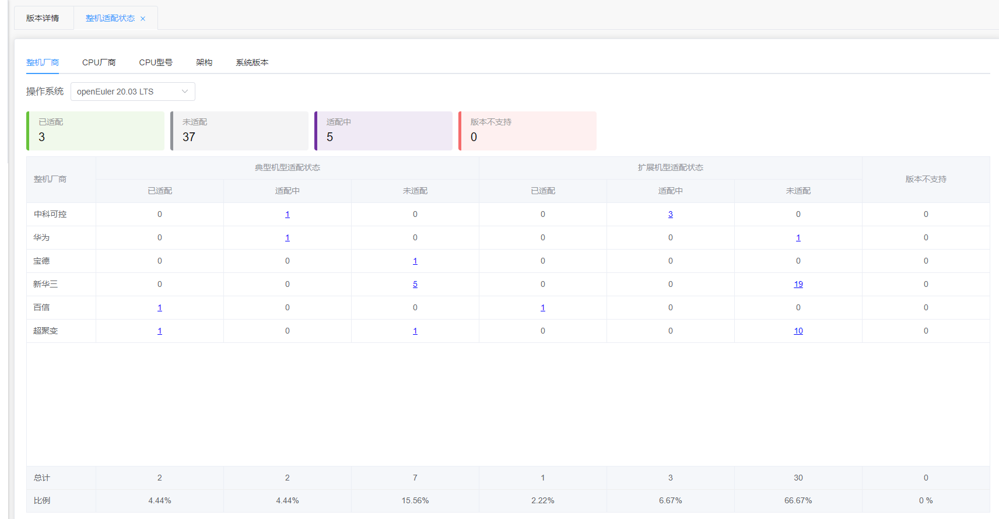 版本详情 整机适配状态 ×
整机厂商 CPU厂商 CPU型号 架构 系统版本
操作系统 openEuler 20.03 LTS
已适配 未适配 适配中 版本不支持
3 37 5 0
整机厂商 典型机型适配状态 扩展机型适配状态 版本不支持
已适配 适配中 未适配 已适配 适配中 未适配
中科可控 0 1 0 0 3 0 0
华为 0 1 0 0 0 1 0
宝德 0 0 1 0 0 0 0
新华三 0 0 5 0 0 19 0
百信 1 0 0 1 0 0 0
超聚变 1 0 1 0 0 10 0
总计 2 2 7 1 3 30 0
比例 4.44% 4.44% 15.56% 2.22% 6.67% 66.67% 0 %